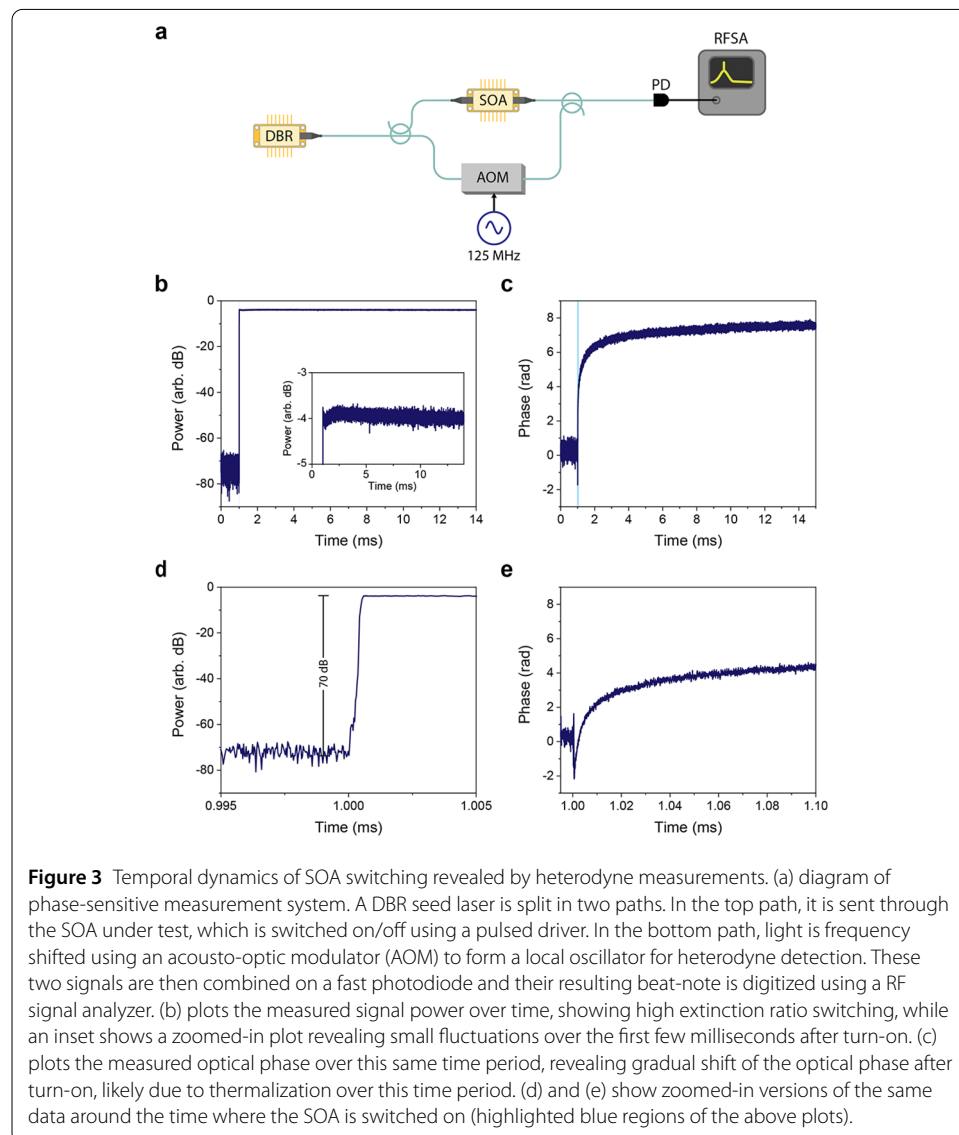 a
RFSA
PD
SOA
DBR
AOM
125 MHz
b
c
0
-20
-40
-60
-80
Power (arb. dB)
-3
-4
-5
Power (arb. dB)
0
5
10
Time (ms)
0
2
4
6
8
10
12
14
Time (ms)
8
6
4
2
0
-2
Phase (rad)
0
2
4
6
8
10
12
14
Time (ms)
d
e
0
-20
-40
-60
-80
Power (arb. dB)
70 dB
0.995
1.000
1.005
Time (ms)
8
6
4
2
0
-2
Phase (rad)
1.00
1.02
1.04
1.06
1.08
1.10
Time (ms)
Figure 3 Temporal dynamics of SOA switching revealed by heterodyne measurements. (a) diagram of
phase-sensitive measurement system. A DBR seed laser is split in two paths. In the top path, it is sent through
the SOA under test, which is switched on/off using a pulsed driver. In the bottom path, light is frequency
shifted using an acousto-optic modulator (AOM) to form a local oscillator for heterodyne detection. These
two signals are then combined on a fast photodiode and their resulting beat-note is digitized using a RF
signal analyzer. (b) plots the measured signal power over time, showing high extinction ratio switching, while
an inset shows a zoomed-in plot revealing small fluctuations over the first few milliseconds after turn-on. (c)
plots the measured optical phase over this same time period, revealing gradual shift of the optical phase after
turn-on, likely due to thermalization over this time period. (d) and (e) show zoomed-in versions of the same
data around the time where the SOA is switched on (highlighted blue regions of the above plots).